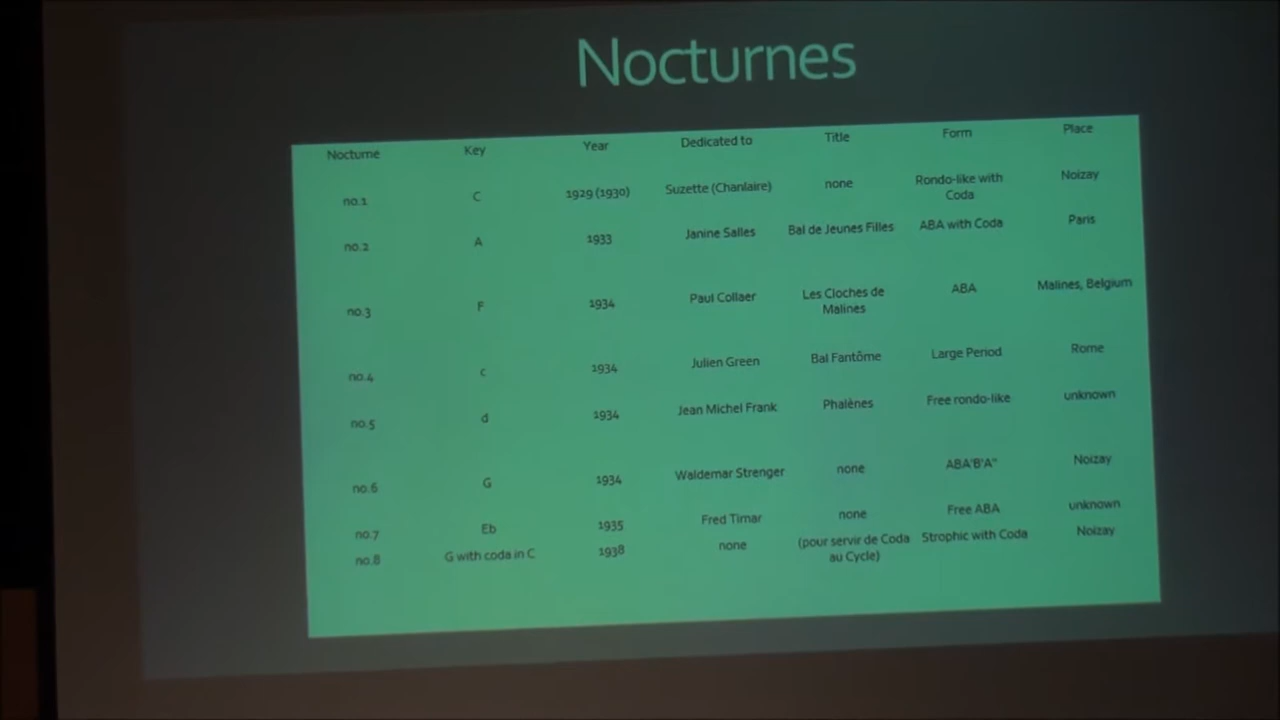 Nocturnes
Nocturne Key Year Dedicated to Title Form Place
no.1 C 1929 (1930) Suzette (Chanlaire) none Rondo-like with Noizay
Coda
no.2 A 1933 Janine Salles Bal de Jeunes Filles ABA with Coda Paris
no.3 F 1934 Paul Collaer Les Cloches de ABA Malines, Belgium
Malines
no.4 c 1934 Julien Green Bal Fantôme Large Period Rome
no.5 d 1934 Jean Michel Frank Phalènes Free rondo-like unknown
no.6 G 1934 Waldemar Strenger none ABA'B'A" Noizay
no.7 Eb 1935 Fred Timar none Free ABA unknown
no.8 G with coda in C 1938 none (pour servir de Coda Strophic with Coda Noizay
au Cycle)